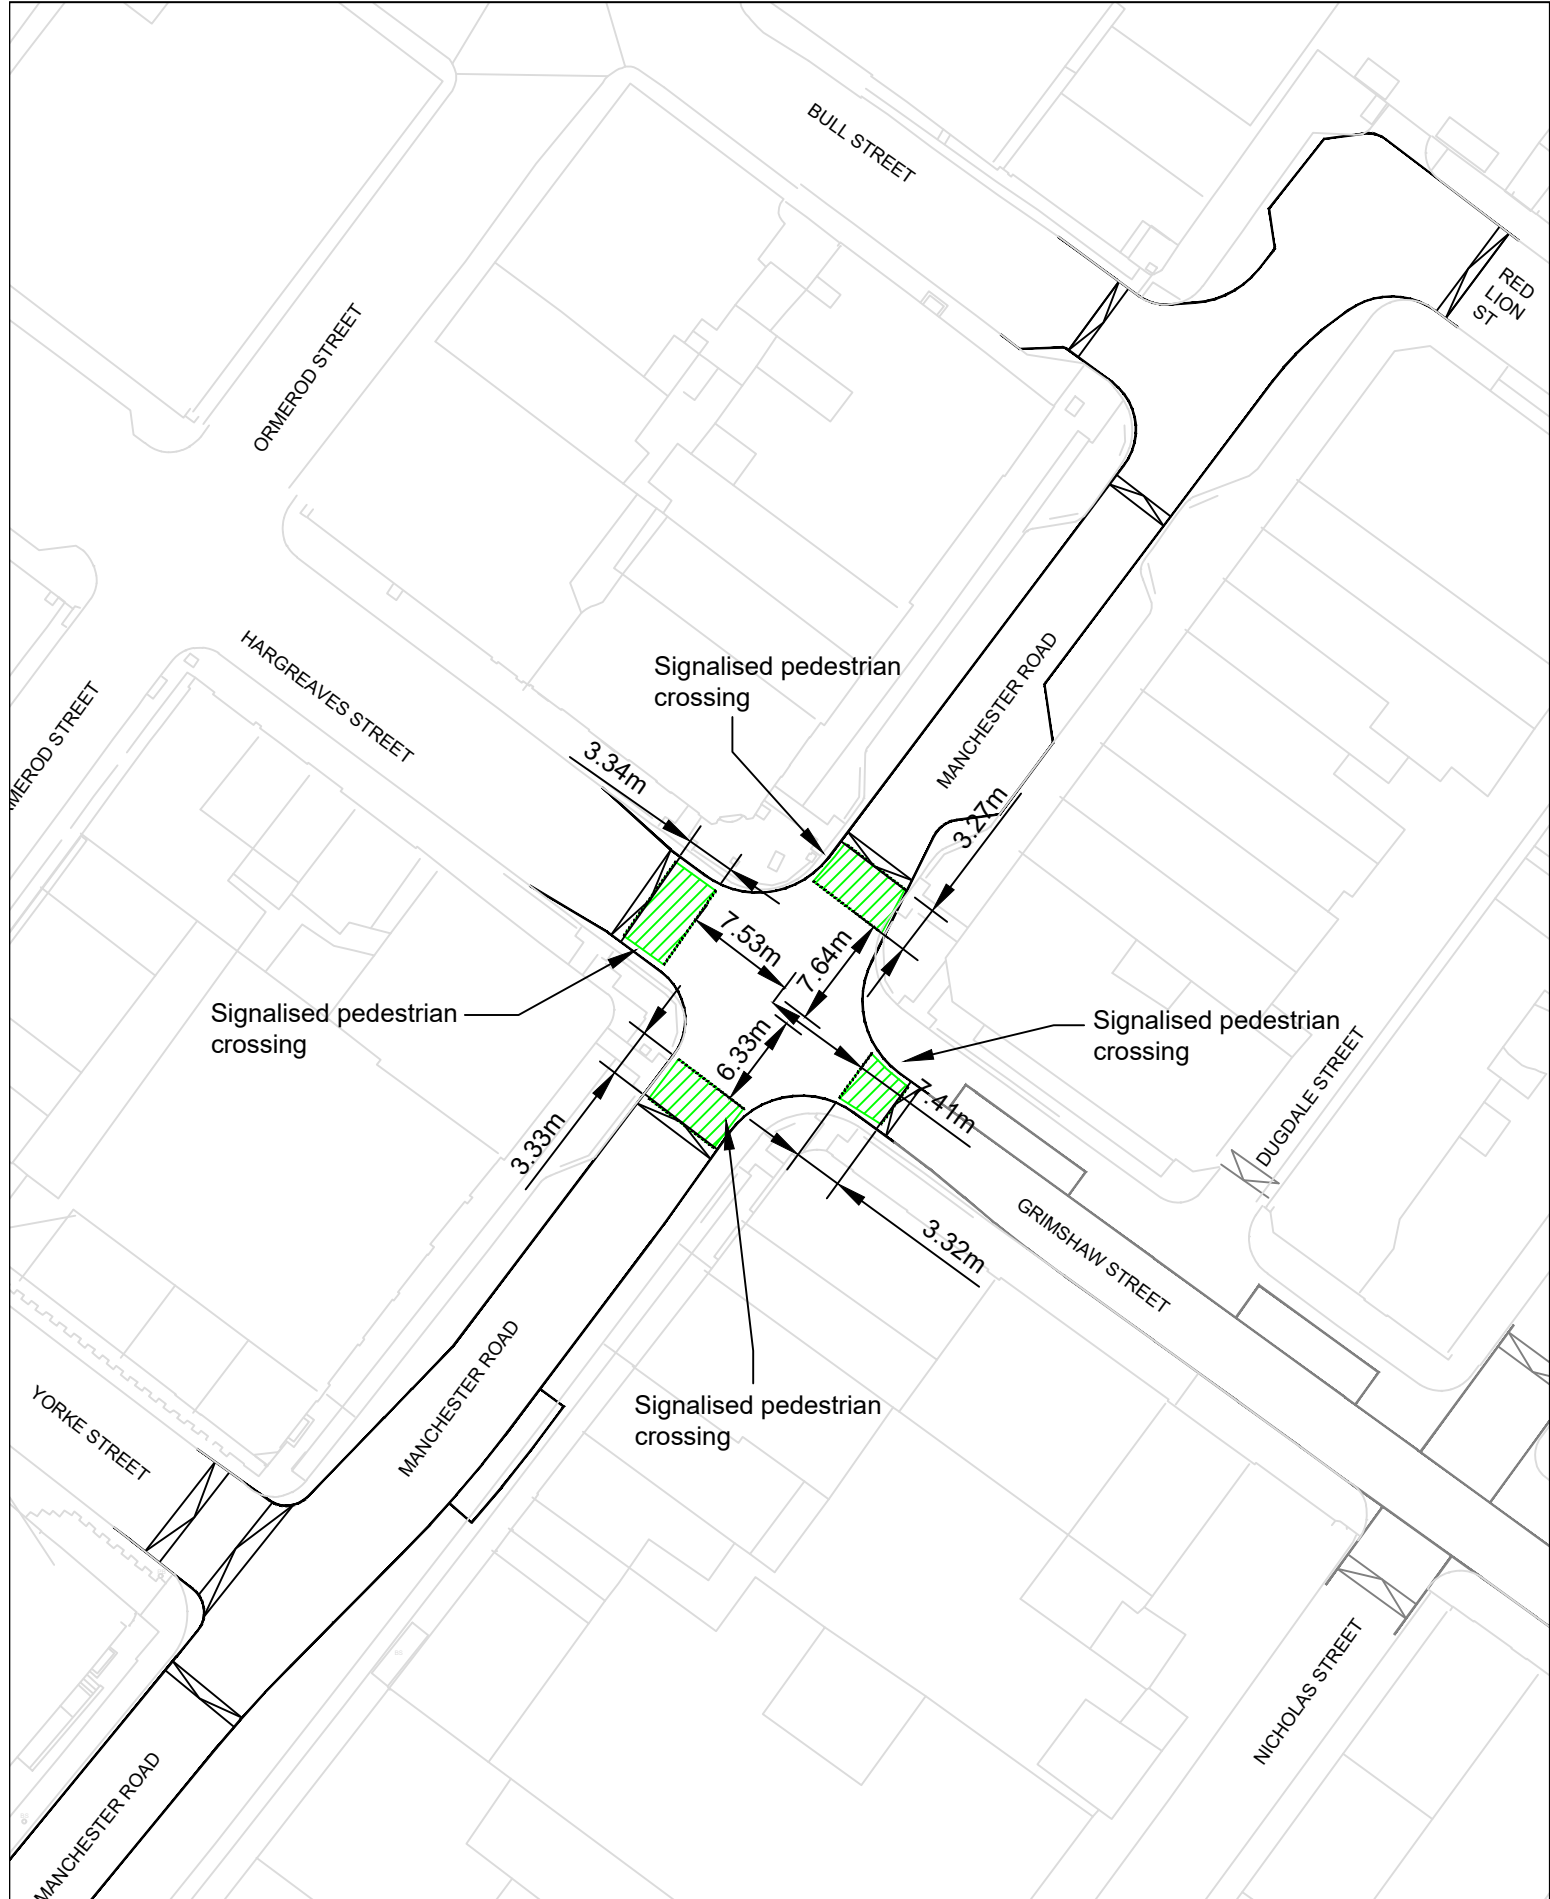 BULL STREET
RED
LION
ST
ORMEROD STREET
HARGREAVES STREET
Signalised pedestrian
crossing
MANCHESTER ROAD
MEROD STREET
3.34m
3.27m
7.53m
7.64m
Signalised pedestrian
crossing
Signalised pedestrian
crossing
6.33m
7.41m
3.33m
DUGDALE STREET
3.32m
GRIMSHAW STREET
MANCHESTER ROAD
Signalised pedestrian
crossing
YORKE STREET
NICHOLAS STREET
MANCHESTER ROAD